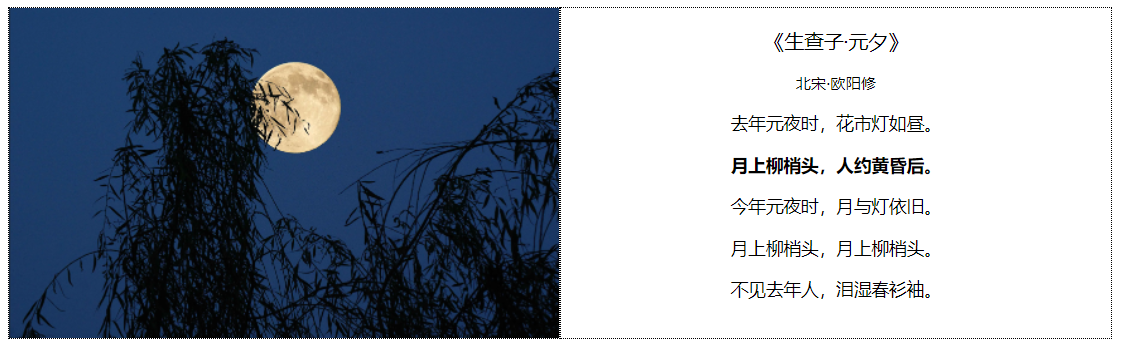 《生查子·元夕》
北宋·欧阳修
去年元夜时，花市灯如昼。
月上柳梢头，人约黄昏后。
今年元夜时，月与灯依旧。
月上柳梢头，月上柳梢头。
不见去年人，泪湿春衫袖。